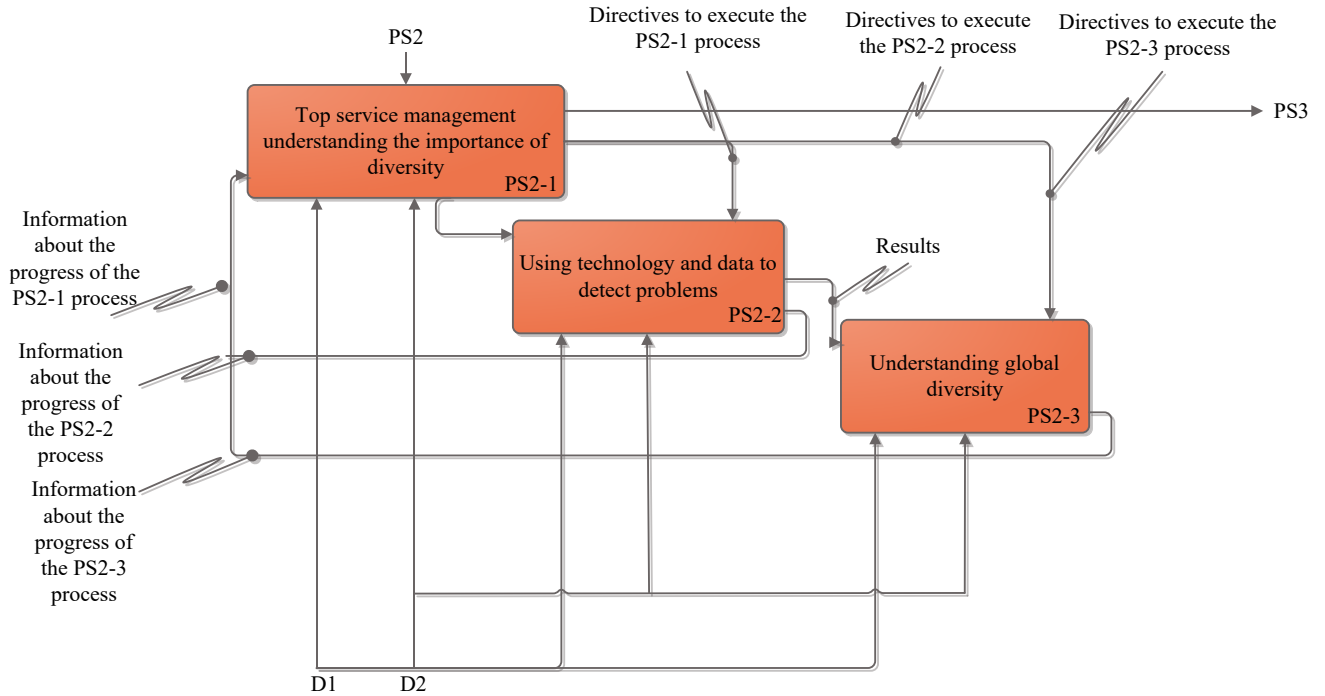 PS2
Directives to execute the
PS2-1 process
Directives to execute
the PS2-2 process
Directives to execute the
PS2-3 process
Top service management
understanding the importance of
diversity
PS2-1
PS3
Information
about the
progress of the
PS2-1 process
Using technology and data to
detect problems
PS2-2
Results
Information
about the
progress of
the PS2-2
process
Understanding global
diversity
PS2-3
Information
about the
progress of
the PS2-3
process
D1
D2